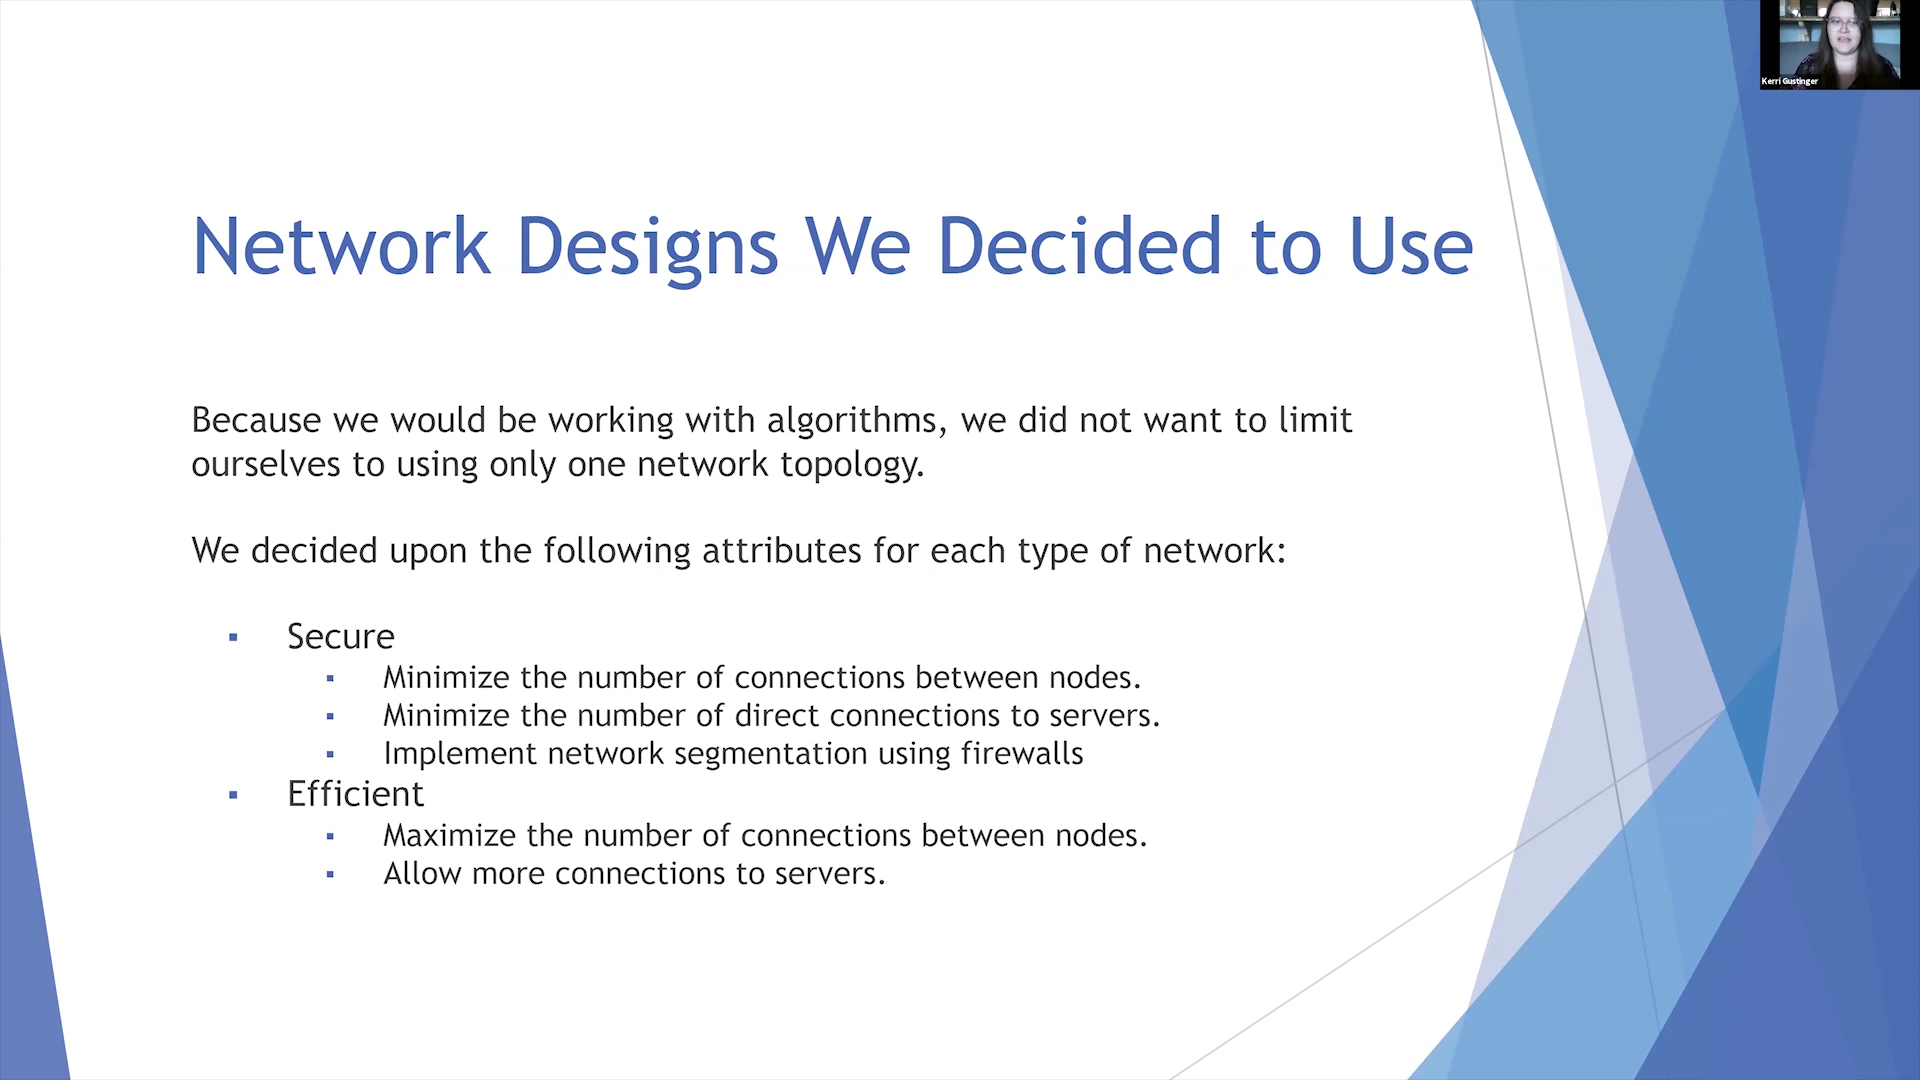 Kerri Gustinger
Network Designs We Decided to Use
Because we would be working with algorithms, we did not want to limit
ourselves to using only one network topology.
We decided upon the following attributes for each type of network:
▪ Secure
▪ Minimize the number of connections between nodes.
▪ Minimize the number of direct connections to servers.
▪ Implement network segmentation using firewalls
▪ Efficient
▪ Maximize the number of connections between nodes.
▪ Allow more connections to servers.